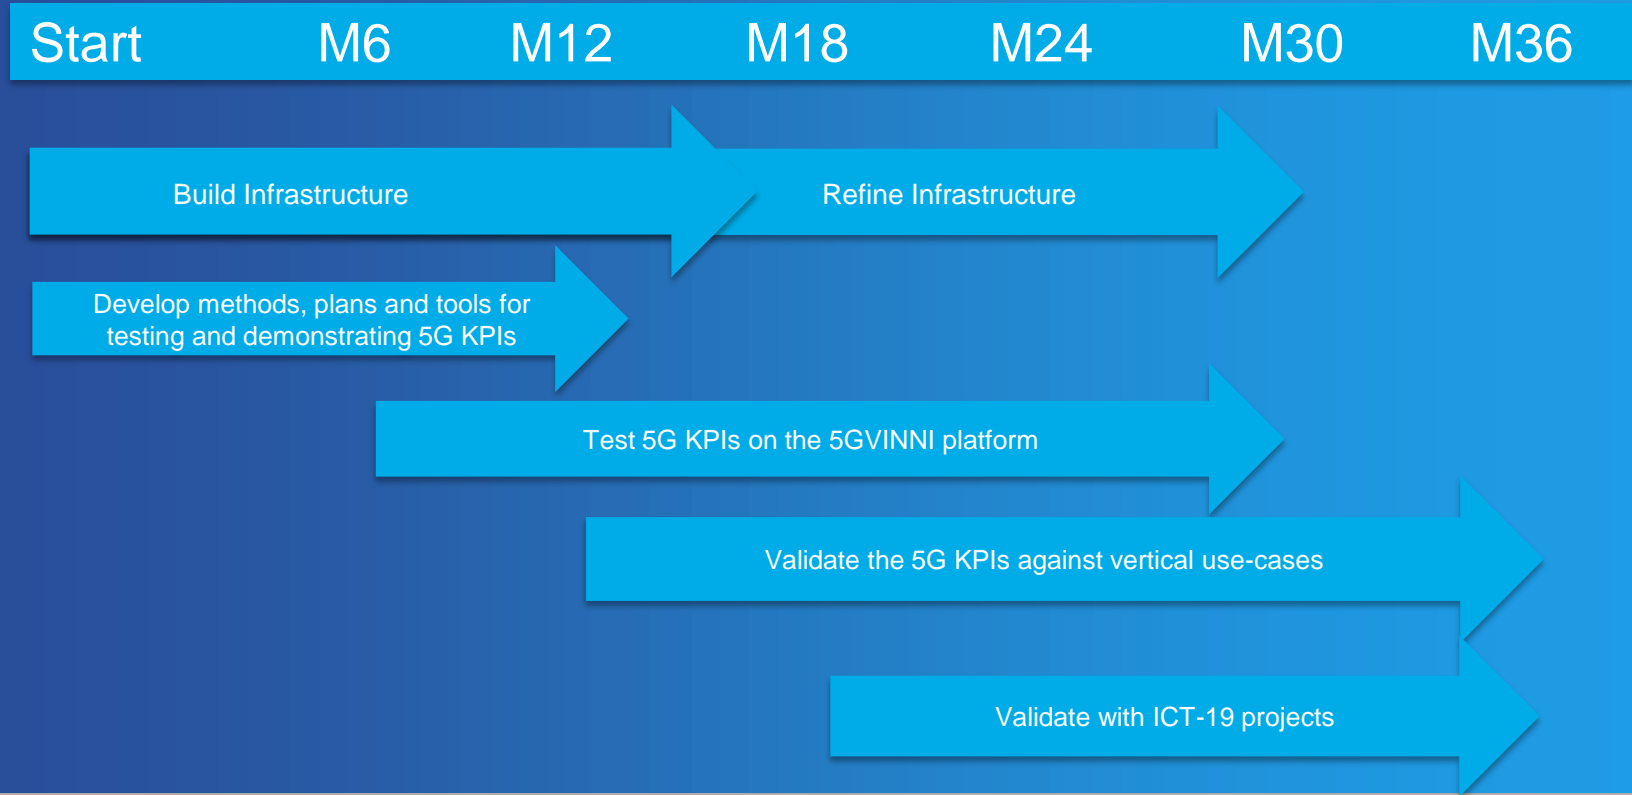 Start M6 M12 M18 M24 M30 M36
Build Infrastructure Refine Infrastructure
Develop methods, plans and tools for
testing and demonstrating 5G KPIs
Test 5G KPIs on the 5GVINNI platform
Validate the 5G KPIs against vertical use-cases
Validate with ICT-19 projects